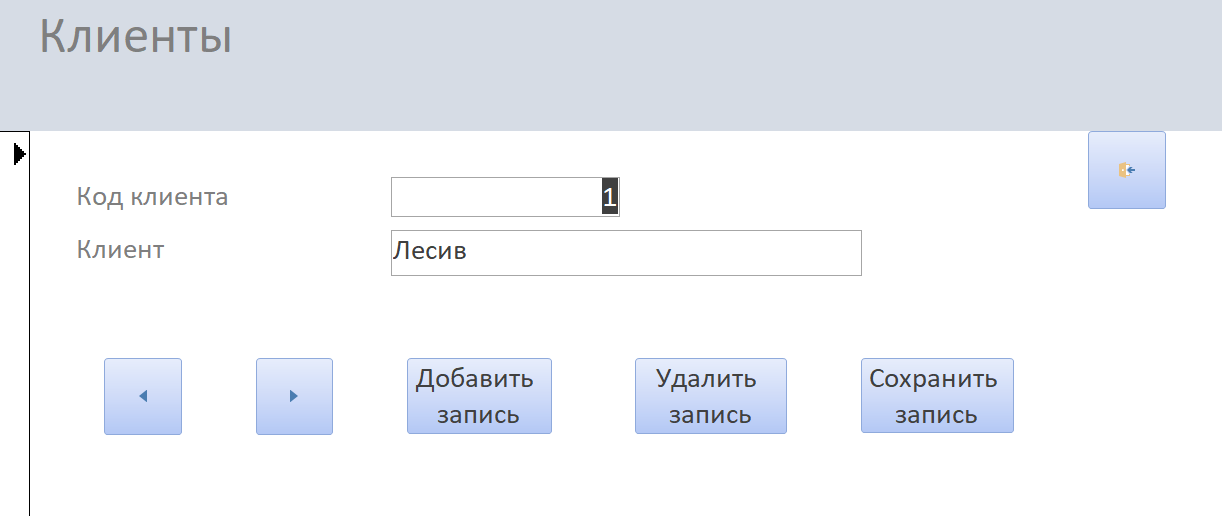 Клиенты
Код клиента 1
Клиент Лесив
Добавить Удалить Сохранить
запись запись запись